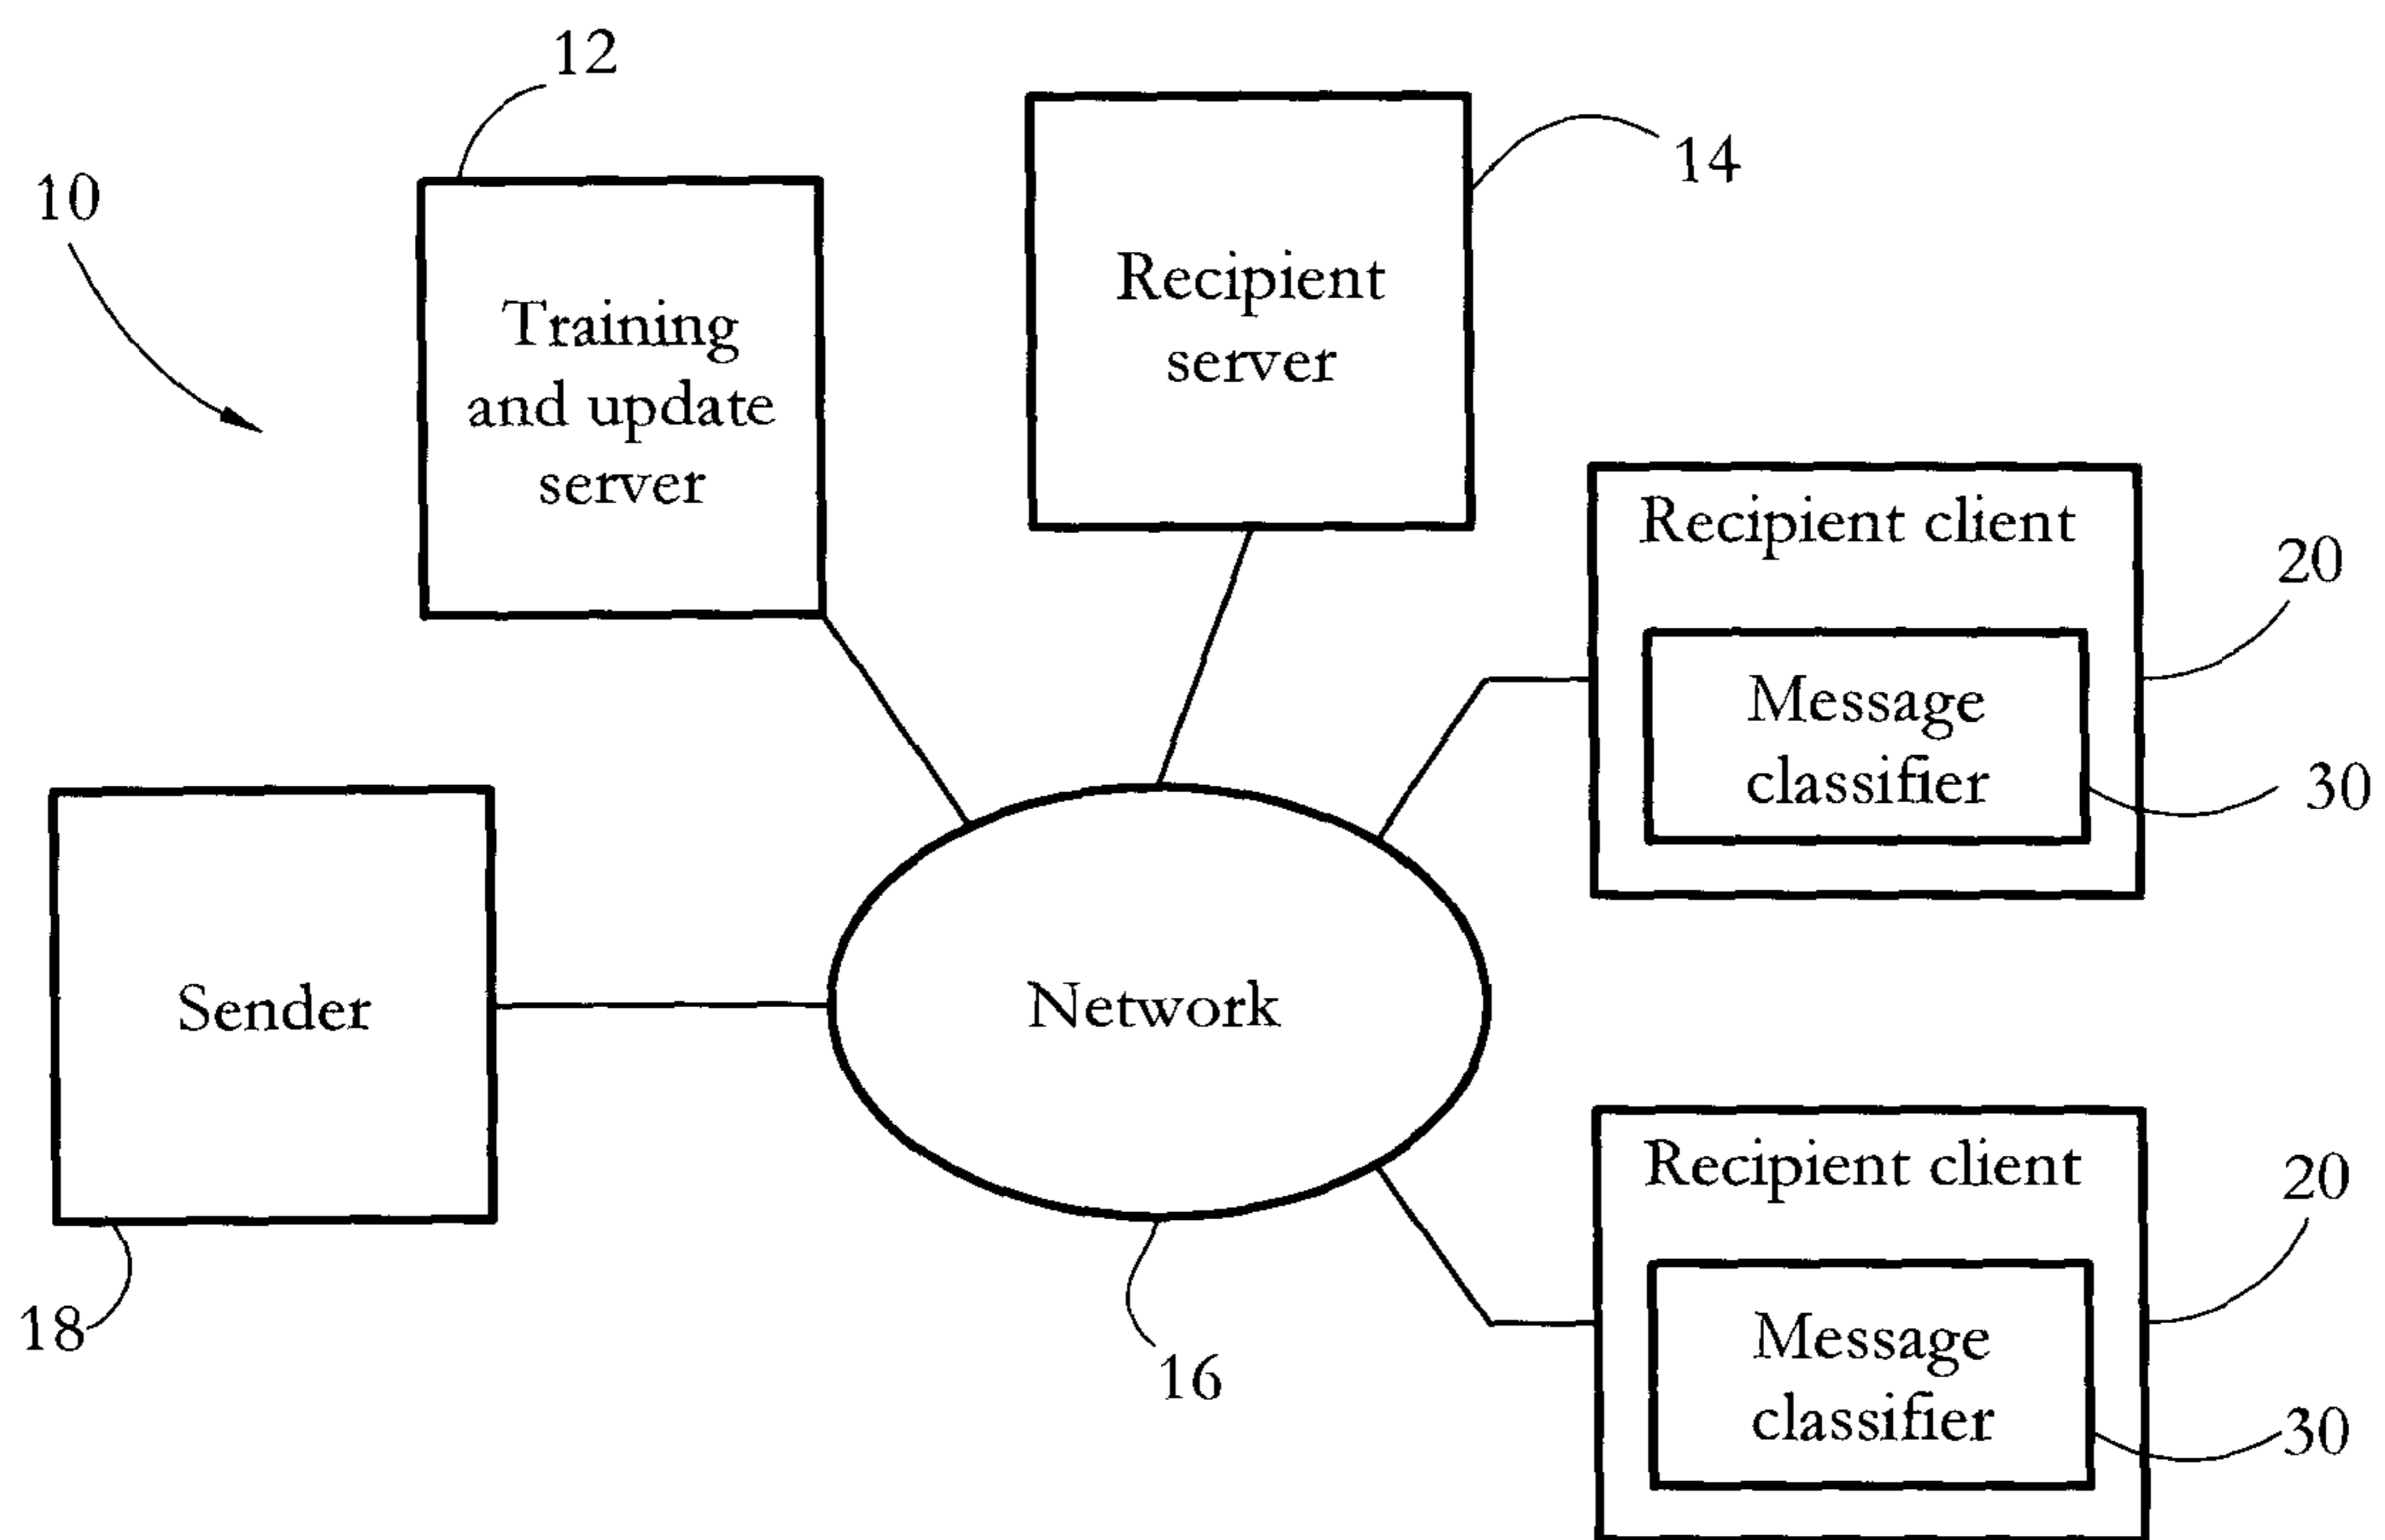 12
10
14
Training
and update
server
Recipient
server
Recipient client
20
Message
classifier
30
Sender
18
Network
16
Recipient client
20
Message
classifier
30